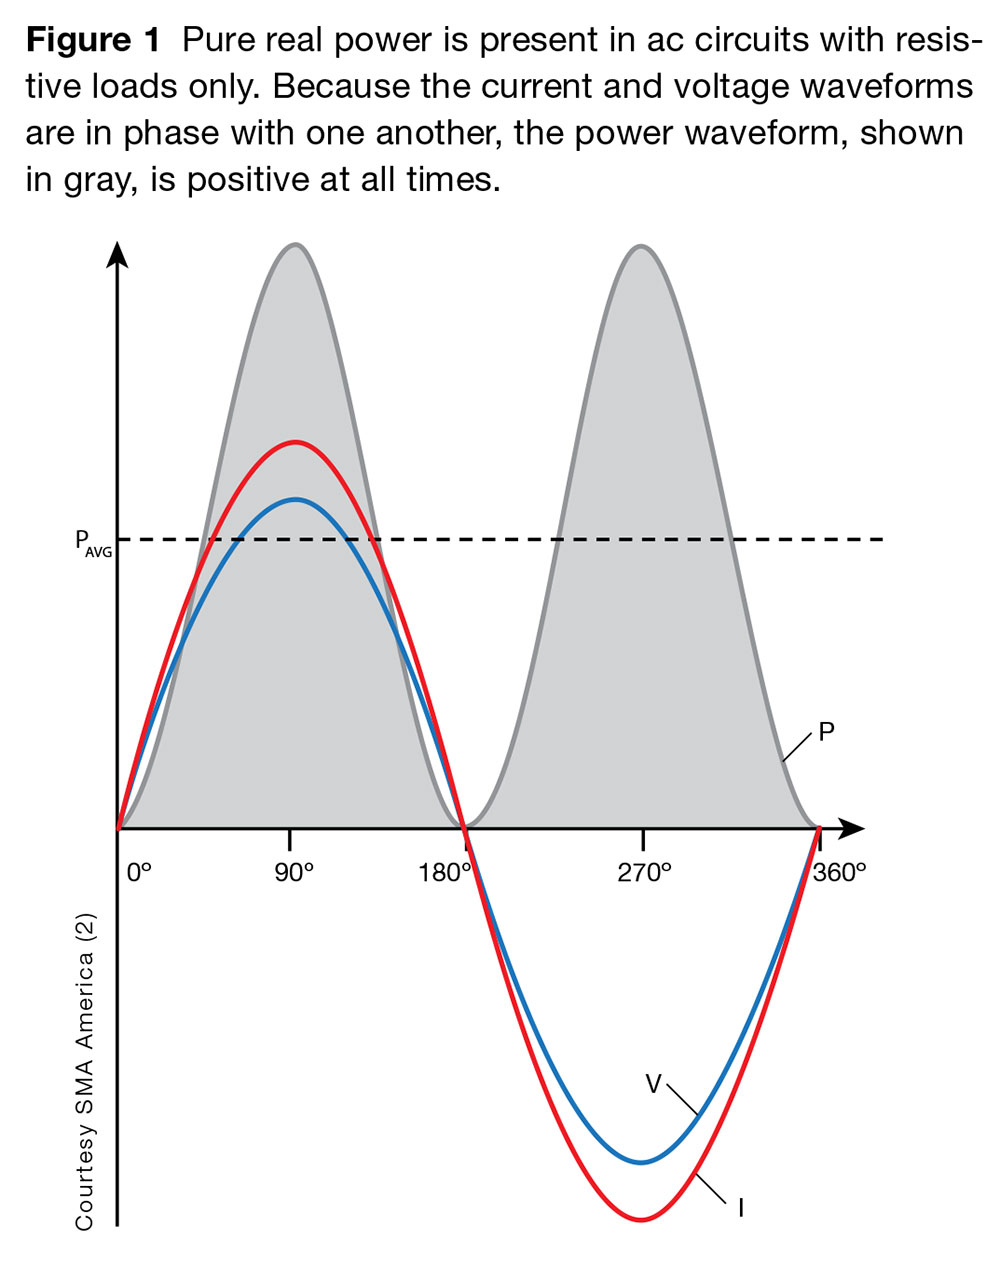 Figure 1 Pure real power is present in ac circuits with resis-
tive loads only. Because the current and voltage waveforms
are in phase with one another, the power waveform, shown
in gray, is positive at all times.
PAVG
P
0º
90º
180º
270º
360º
V
I
Courtesy SMA America (2)